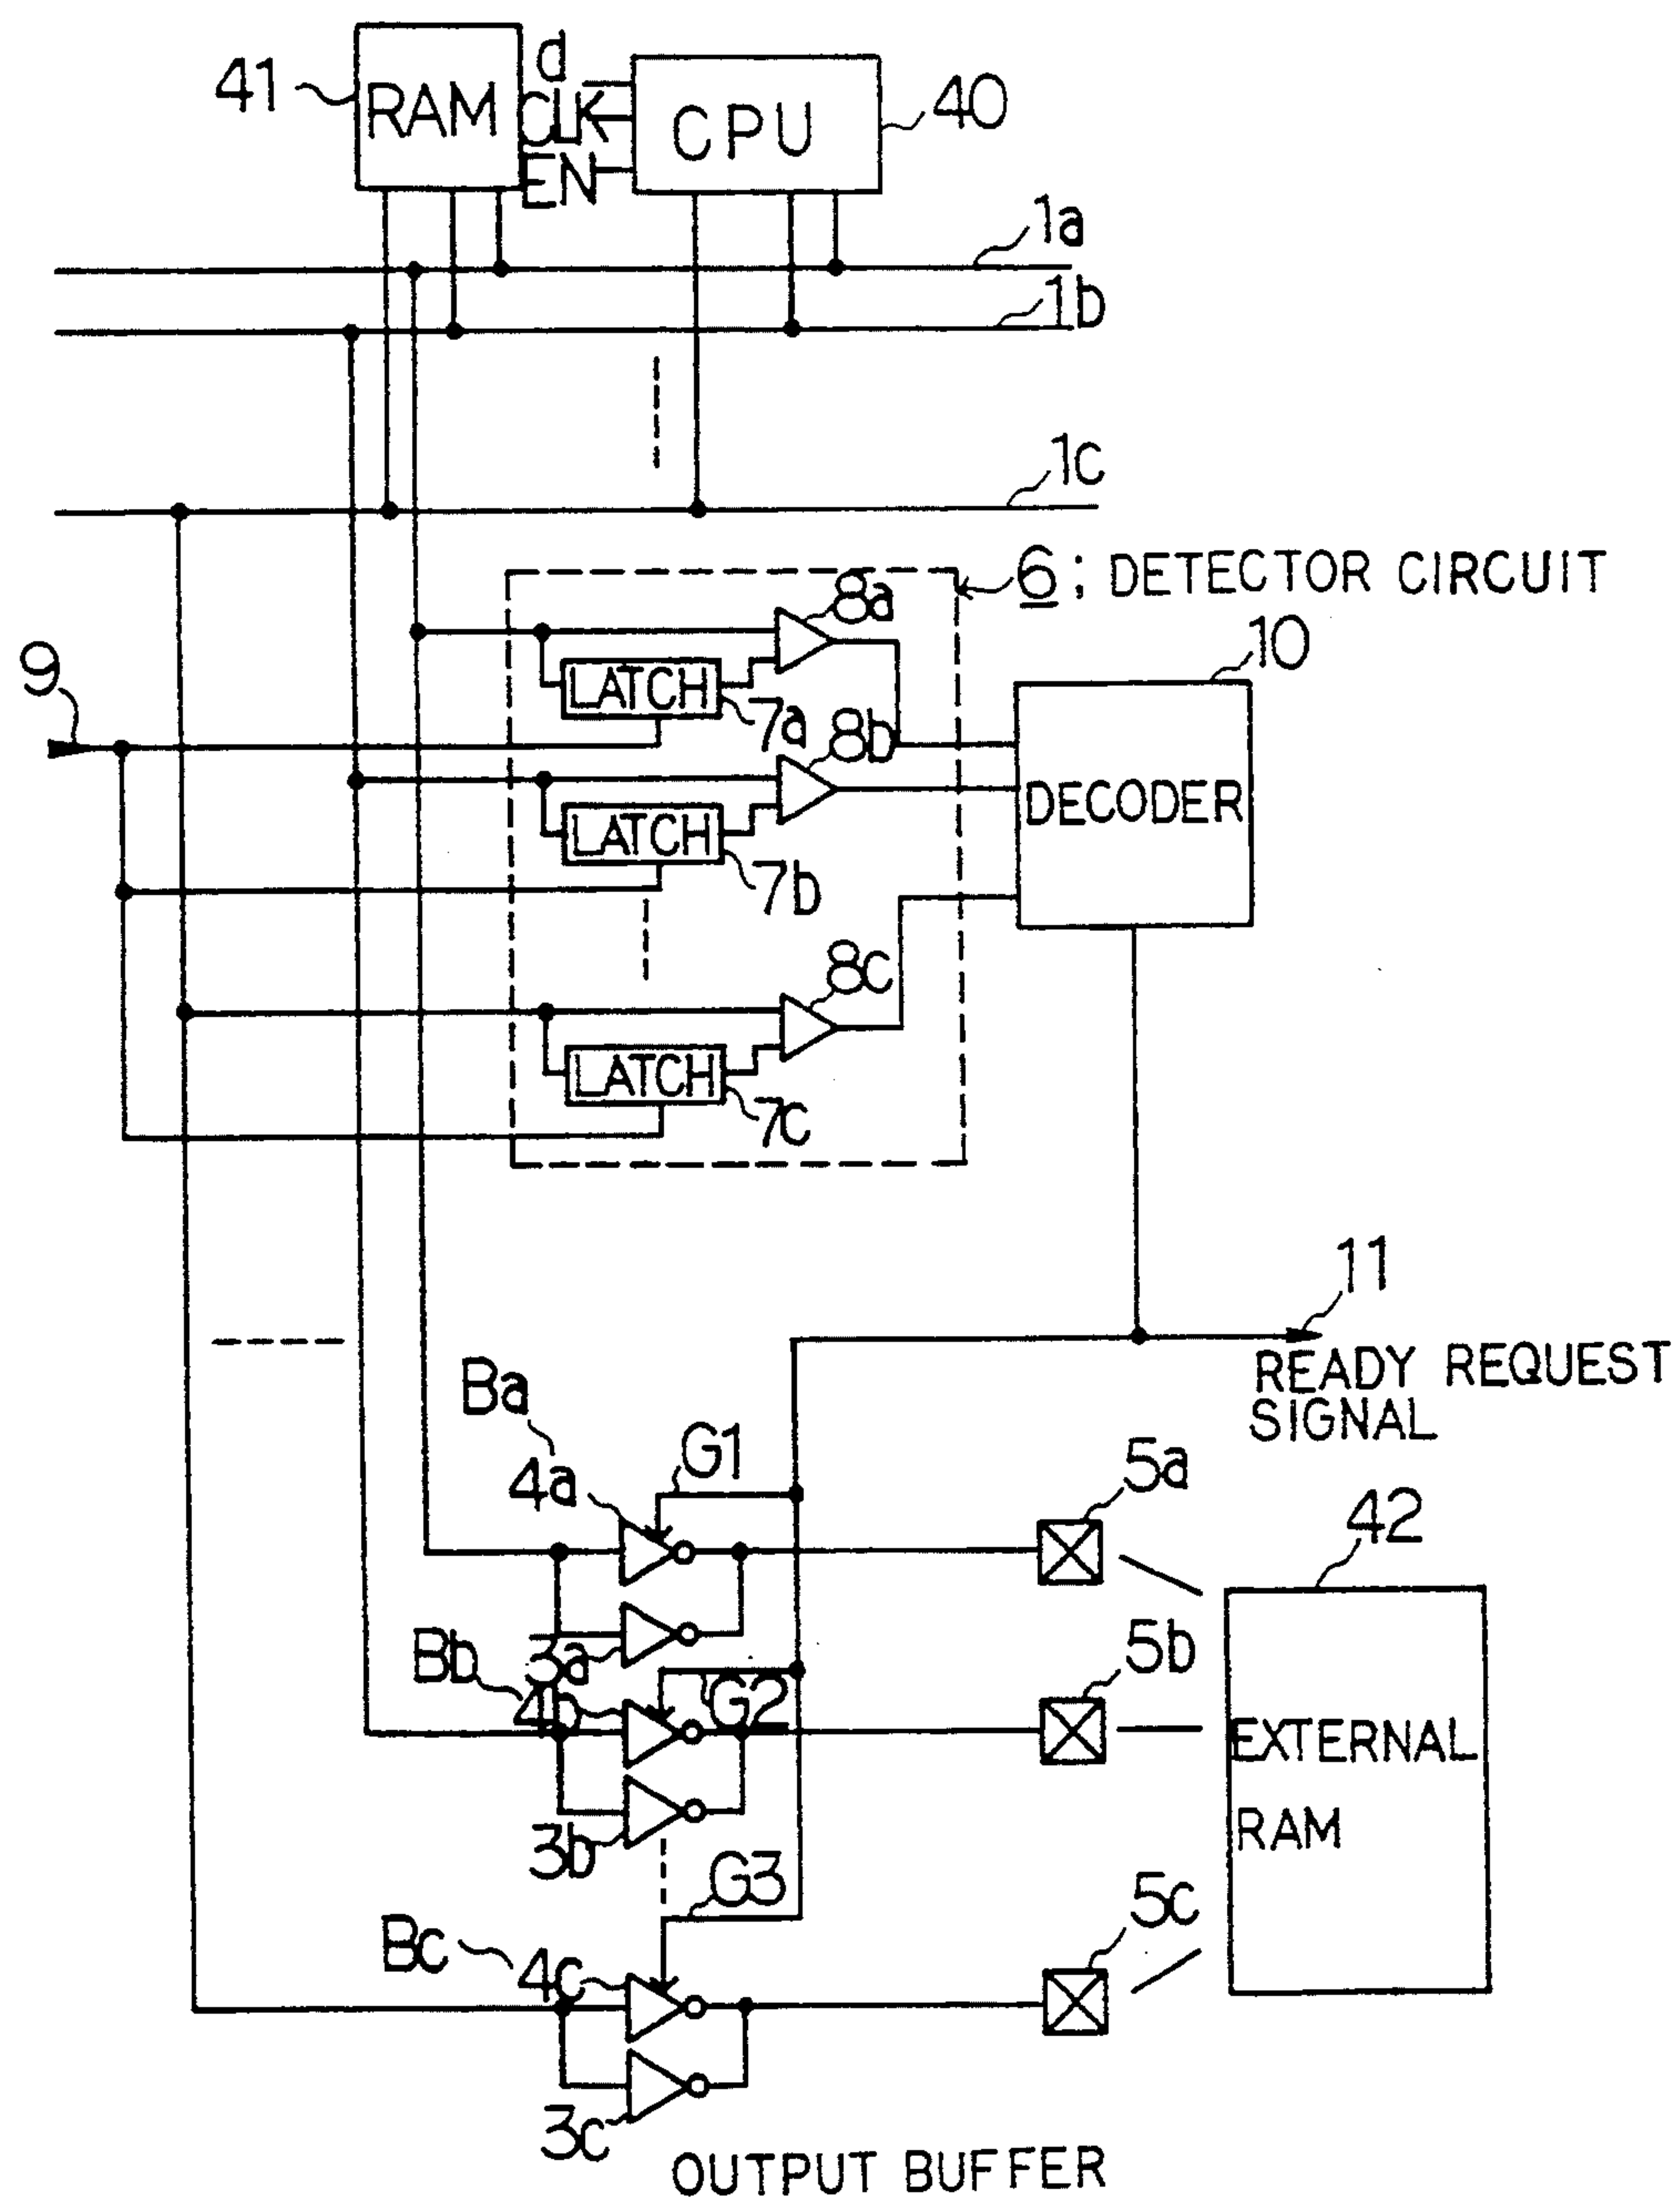 41
RAM
d
CLK
EN
CPU
40
1a
1b
1c
6 ; DETECTOR CIRCUIT
8a
10
9
LATCH
7a
8b
DECODER
LATCH
7b
8c
LATCH
7c
11
READY REQUEST
SIGNAL
Ba
G1
4a
5a
42
3a
Bb
4b
G2
5b
EXTERNAL
RAM
3b
G3
5c
Bc
4c
3c
OUTPUT BUFFER